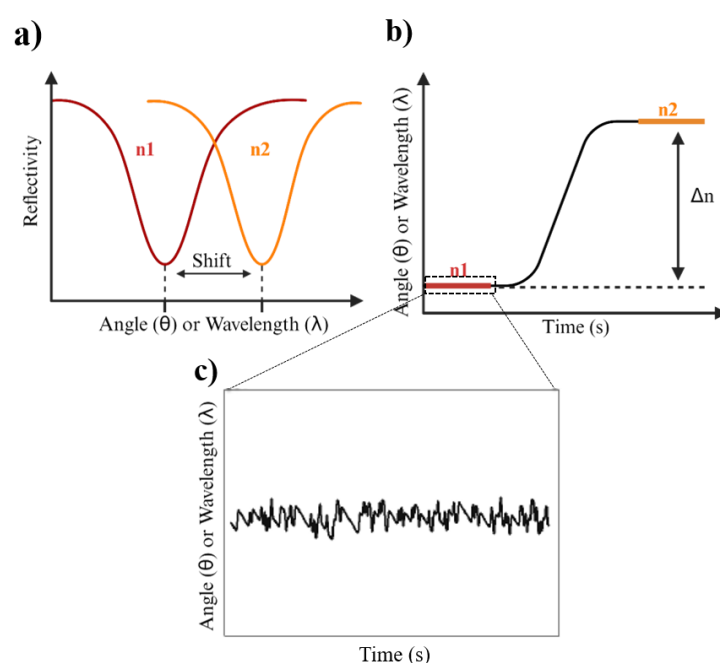 a)
Reflectivity
n1
n2
Shift
Angle (θ) or Wavelength (λ)
b)
Angle (θ) or Wavelength (λ)
n1
n2
Δn
Time (s)
c)
Angle (θ) or Wavelength (λ)
Time (s)